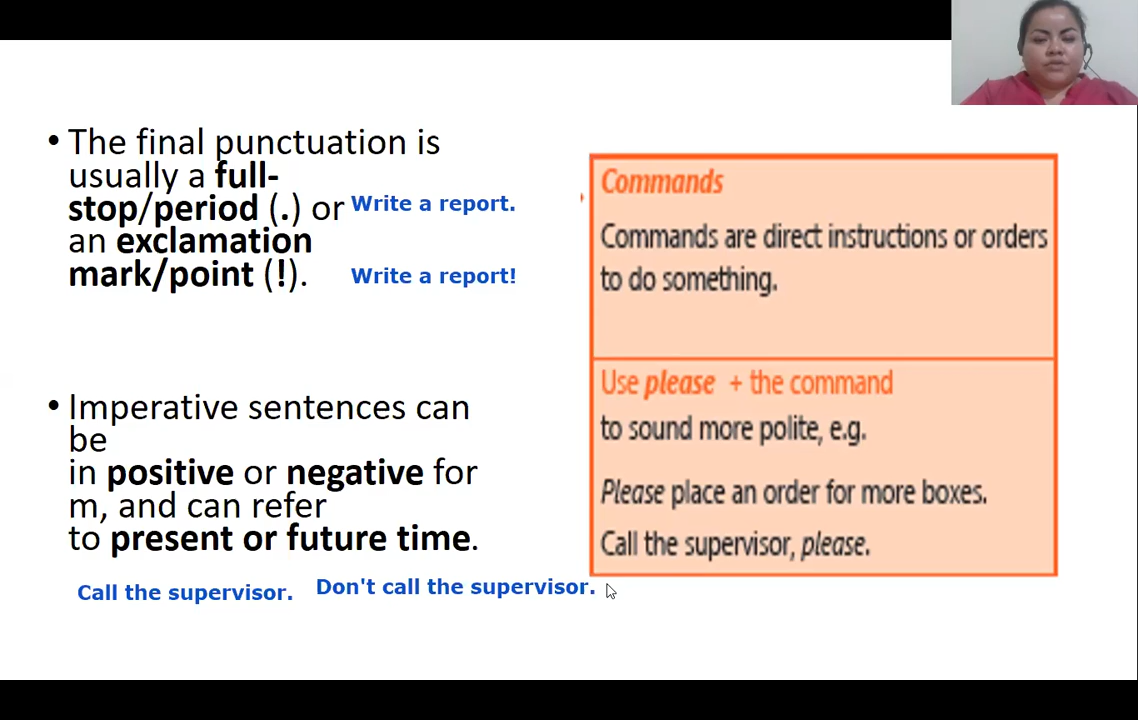 • The final punctuation is
usually a full-
stop/period (.) or
an exclamation
mark/point (!).
Write a report.
Write a report!
• Imperative sentences can
be
in positive or negative for
m, and can refer
to present or future time.
Call the supervisor.
Don't call the supervisor.
Commands
Commands are direct instructions or orders
to do something.
Use please + the command
to sound more polite, e.g.
Please place an order for more boxes.
Call the supervisor, please.